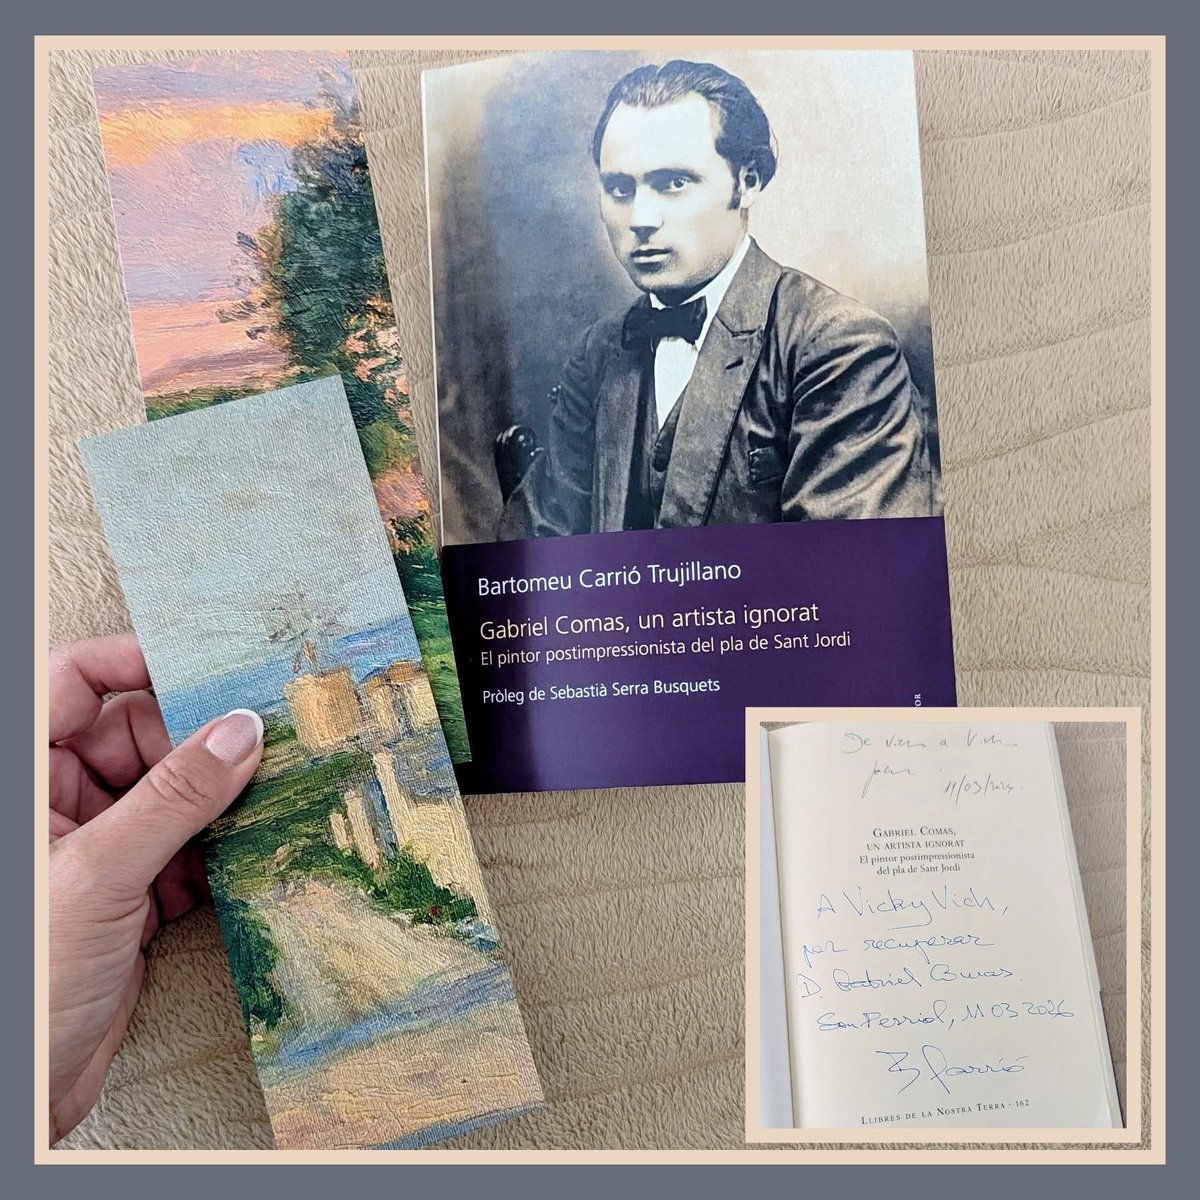 Bartomeu Carrió Trujillano
Gabriel Comas, un artista ignorat
El pintor postimpressionista del pla de Sant Jordi
Pròleg de Sebastià Serra Busquets
De Vich a Vich
11/03/2026.
GABRIEL COMAS,
UN ARTISTA IGNORAT
El pintor postimpressionista
del pla de Sant Jordi
A Vicky Vich,
por recuperar
D. Gabriel Comas.
Son Ferriol, 11 03 2026
B Carrió
LLIBRES DE LA NOSTRA TERRA · 162